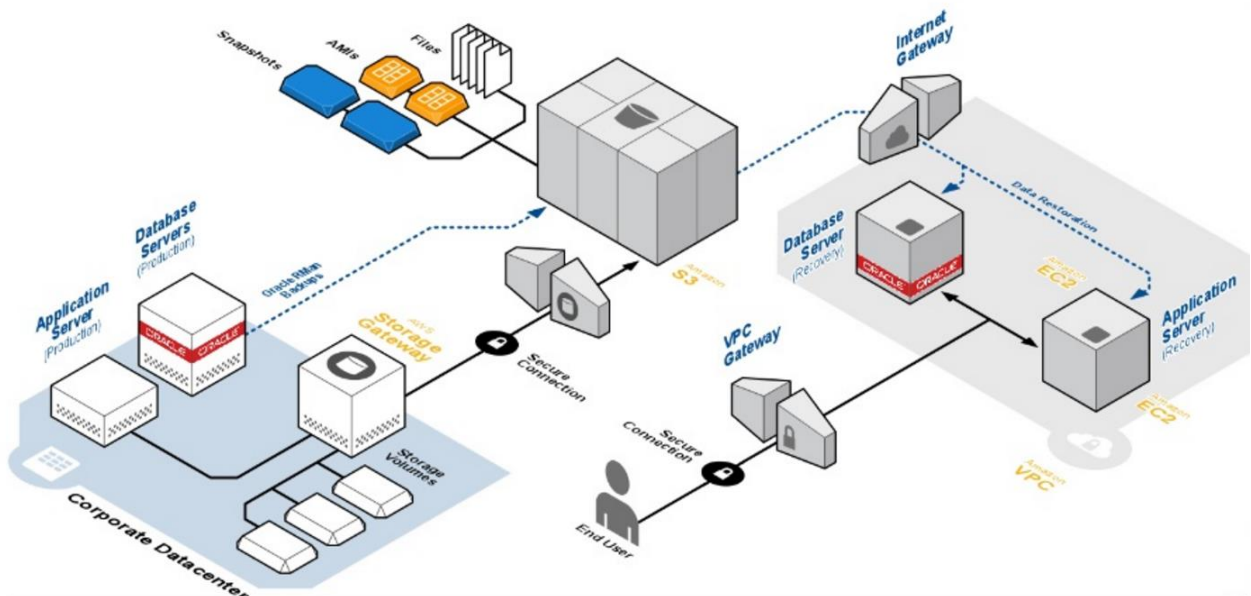 Snapshots
AMIs
Files
Internet
Gateway
Amazon
S3
Data Restoration
Database
Server
(Recovery)
ORACLE
ORACLE
Amazon
EC2
Application
Server
(Recovery)
Amazon
EC2
Amazon
VPC
Database
Servers
(Production)
ORACLE
ORACLE
Oracle RMan
Backups
Application
Server
(Production)
AWS
Storage
Gateway
Secure
Connection
Storage
Volumes
Corporate Datacenter
VPC
Gateway
Secure
Connection
End User